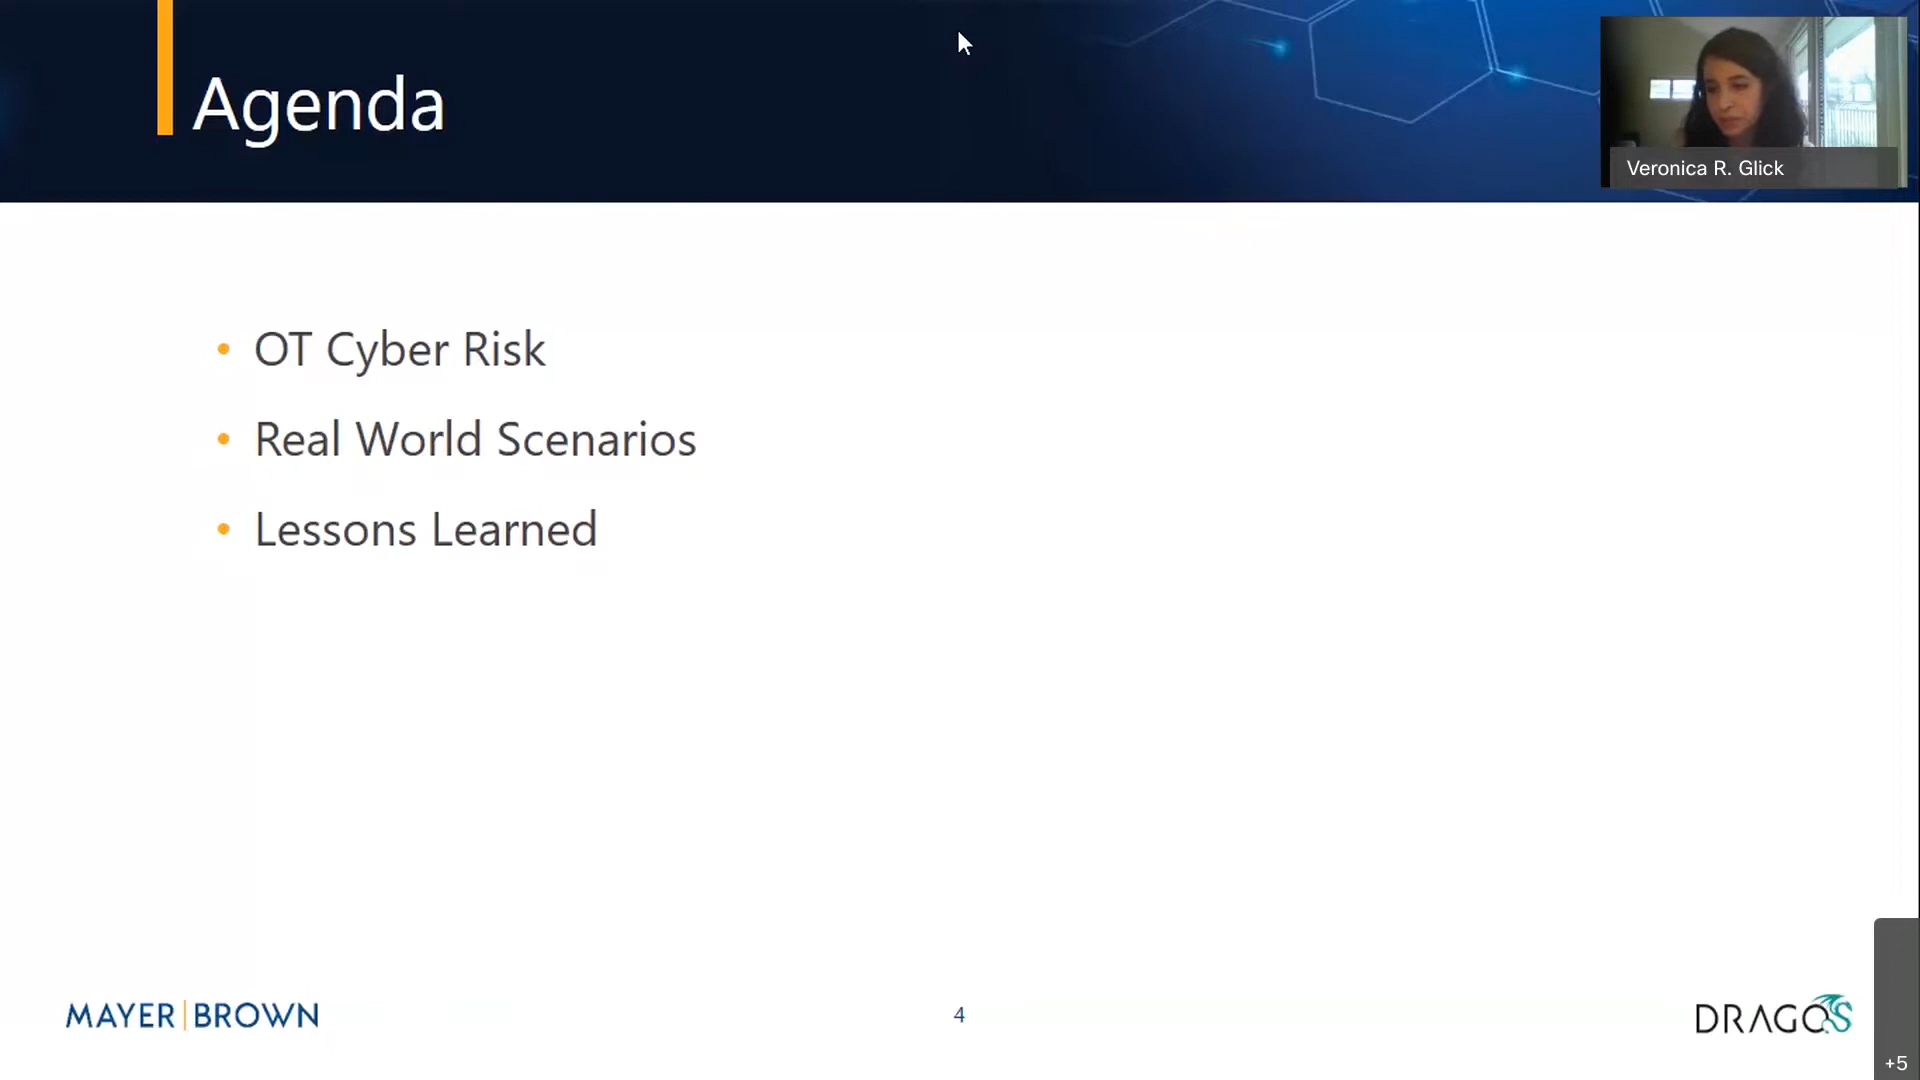 Agenda
Veronica R. Glick
OT Cyber Risk
Real World Scenarios
Lessons Learned
MAYER|BROWN
4
DRAGOS
+5